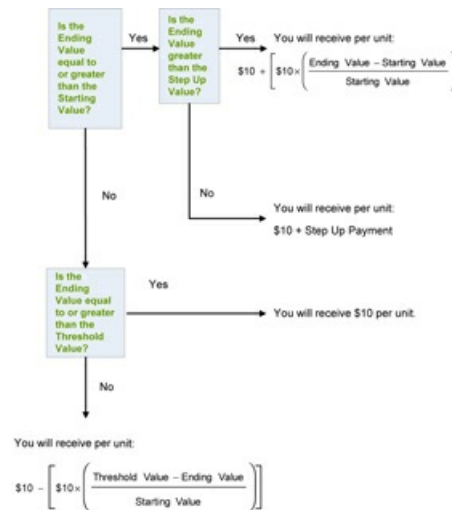 Is the
Ending
Value
equal to
or greater
than the
Starting
Value?
Yes
Is the
Ending
Value
greater
than the
Step Up
Value?
Yes
You will receive per unit:
$10 + [ $10 × ( Ending Value – Starting Value
Starting Value
No
No
You will receive per unit:
$10 + Step Up Payment
Is the
Ending
Value equal
to or greater
than the
Threshold
Value?
Yes
You will receive $10 per unit.
No
You will receive per unit:
$10 – [ $10 × ( Threshold Value – Ending Value
Starting Value ) ]